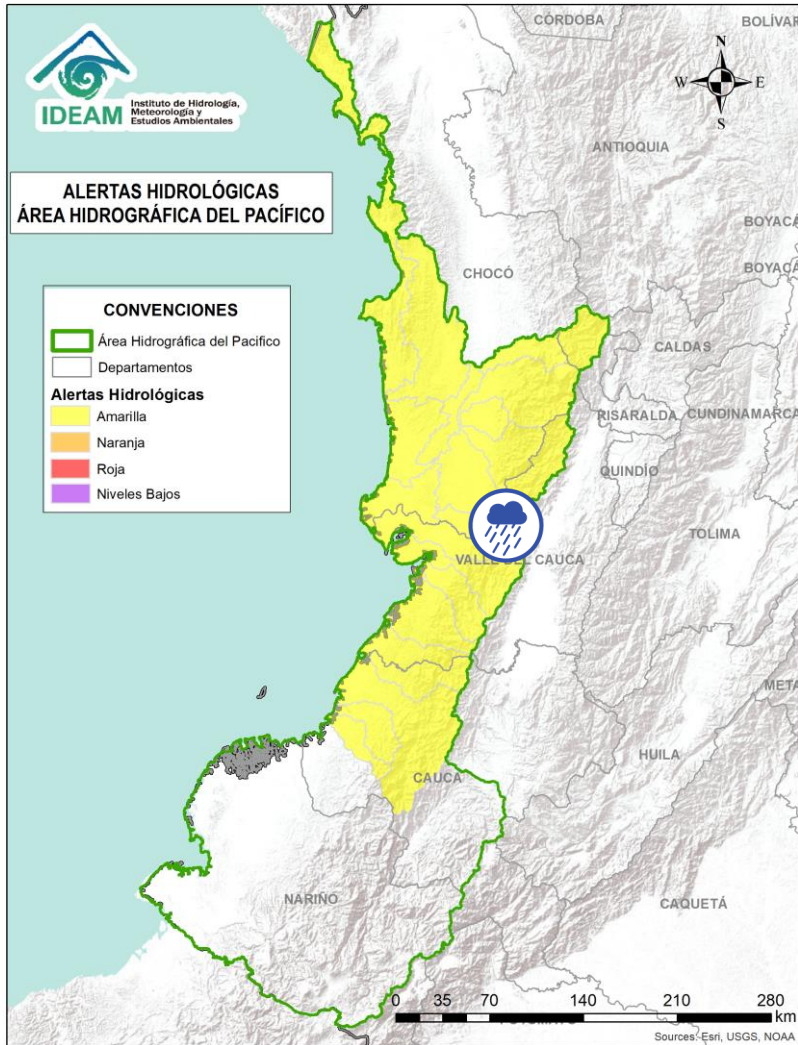 CÓRDOBA
BOLÍVAR
N
W
E
S
IDEAM
Instituto de Hidrología,
Meteorología y
Estudios Ambientales
ANTIOQUIA
ALERTAS HIDROLÓGICAS
ÁREA HIDROGRÁFICA DEL PACÍFICO
BOYACÁ
BOYACÁ
CHOCÓ
CONVENCIONES
Área Hidrográfica del Pacifico
Departamentos
Alertas Hidrológicas
Amarilla
Naranja
Roja
Niveles Bajos
CALDAS
RISARALDA
CUNDINAMARCA
QUINDÍO
TOLIMA
VALLE DEL CAUCA
META
HUILA
CAUCA
NARIÑO
CAQUETÁ
0 35 70 140 210 280
km
Sources: Esri, USGS, NOAA